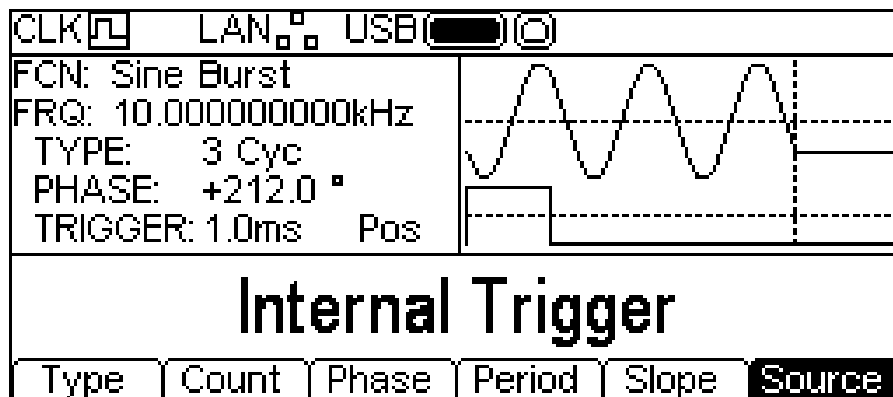 CLK LAN USB
FCN: Sine Burst
FRQ: 10.000000000kHz
TYPE: 3 Cyc
PHASE: +212.0 °
TRIGGER: 1.0ms Pos
Internal Trigger
Type Count Phase Period Slope Source